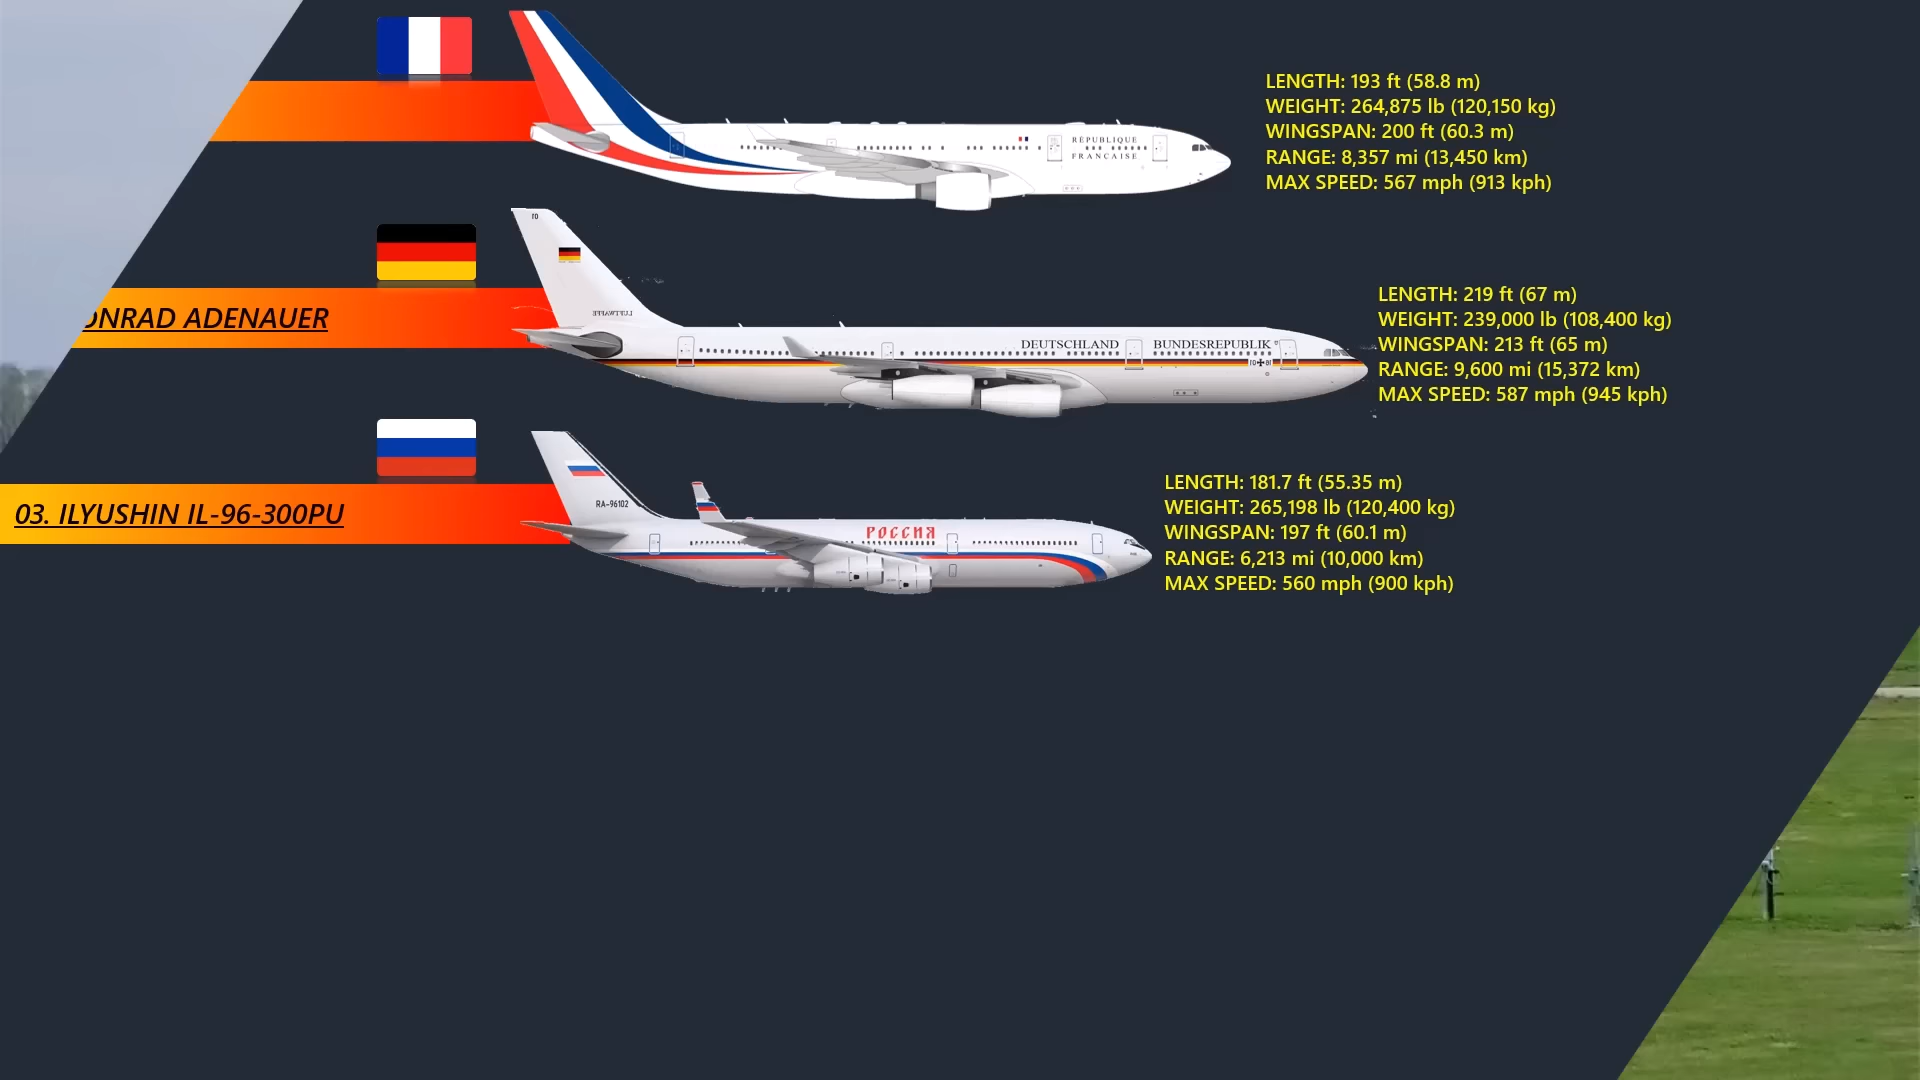 RÉPUBLIQUE
FRANÇAISE
LENGTH: 193 ft (58.8 m)
WEIGHT: 264,875 lb (120,150 kg)
WINGSPAN: 200 ft (60.3 m)
RANGE: 8,357 mi (13,450 km)
MAX SPEED: 567 mph (913 kph)
ONRAD ADENAUER
LUFTWAFFE
DEUTSCHLAND BUNDESREPUBLIK
LENGTH: 219 ft (67 m)
WEIGHT: 239,000 lb (108,400 kg)
WINGSPAN: 213 ft (65 m)
RANGE: 9,600 mi (15,372 km)
MAX SPEED: 587 mph (945 kph)
03. ILYUSHIN IL-96-300PU
RA-96102
РОССИЯ
LENGTH: 181.7 ft (55.35 m)
WEIGHT: 265,198 lb (120,400 kg)
WINGSPAN: 197 ft (60.1 m)
RANGE: 6,213 mi (10,000 km)
MAX SPEED: 560 mph (900 kph)